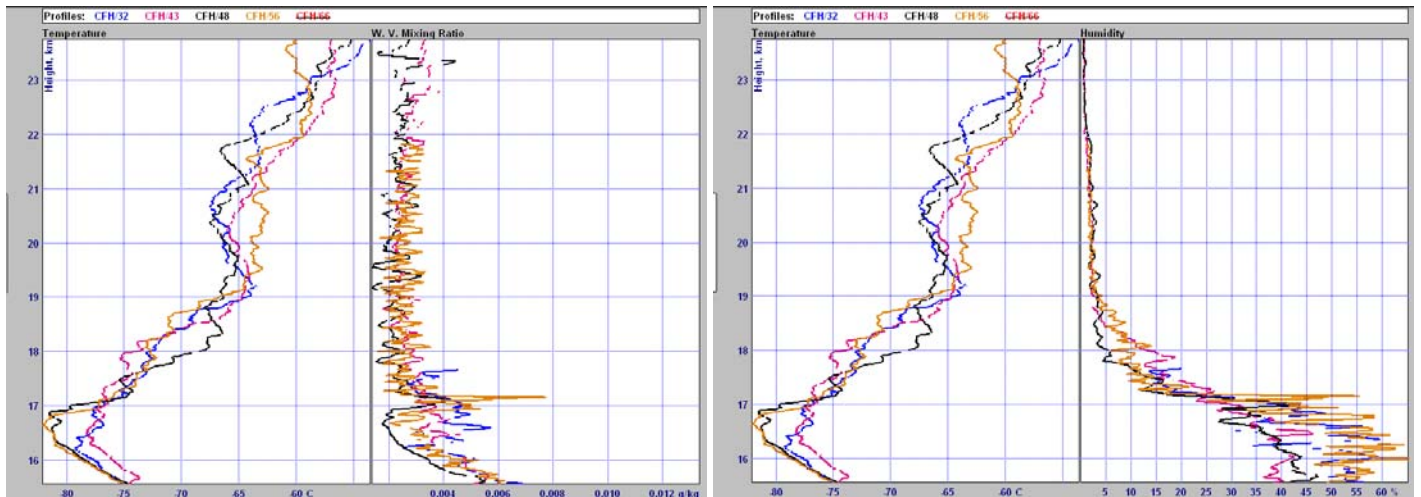 Profiles: CFH/32 CFH/43 CFH/48 CFH/56 CFH/66
Temperature W. V. Mixing Ratio
Height, km
23
22
21
20
19
18
17
16
-80 -75 -70 -65 -60 C 0.004 0.006 0.008 0.010 0.012 g/kg
Profiles: CFH/32 CFH/43 CFH/48 CFH/56 CFH/66
Temperature Humidity
Height, km
23
22
21
20
19
18
17
16
-80 -75 -70 -65 -60 C 5 10 15 20 25 30 35 40 45 50 55 60 %